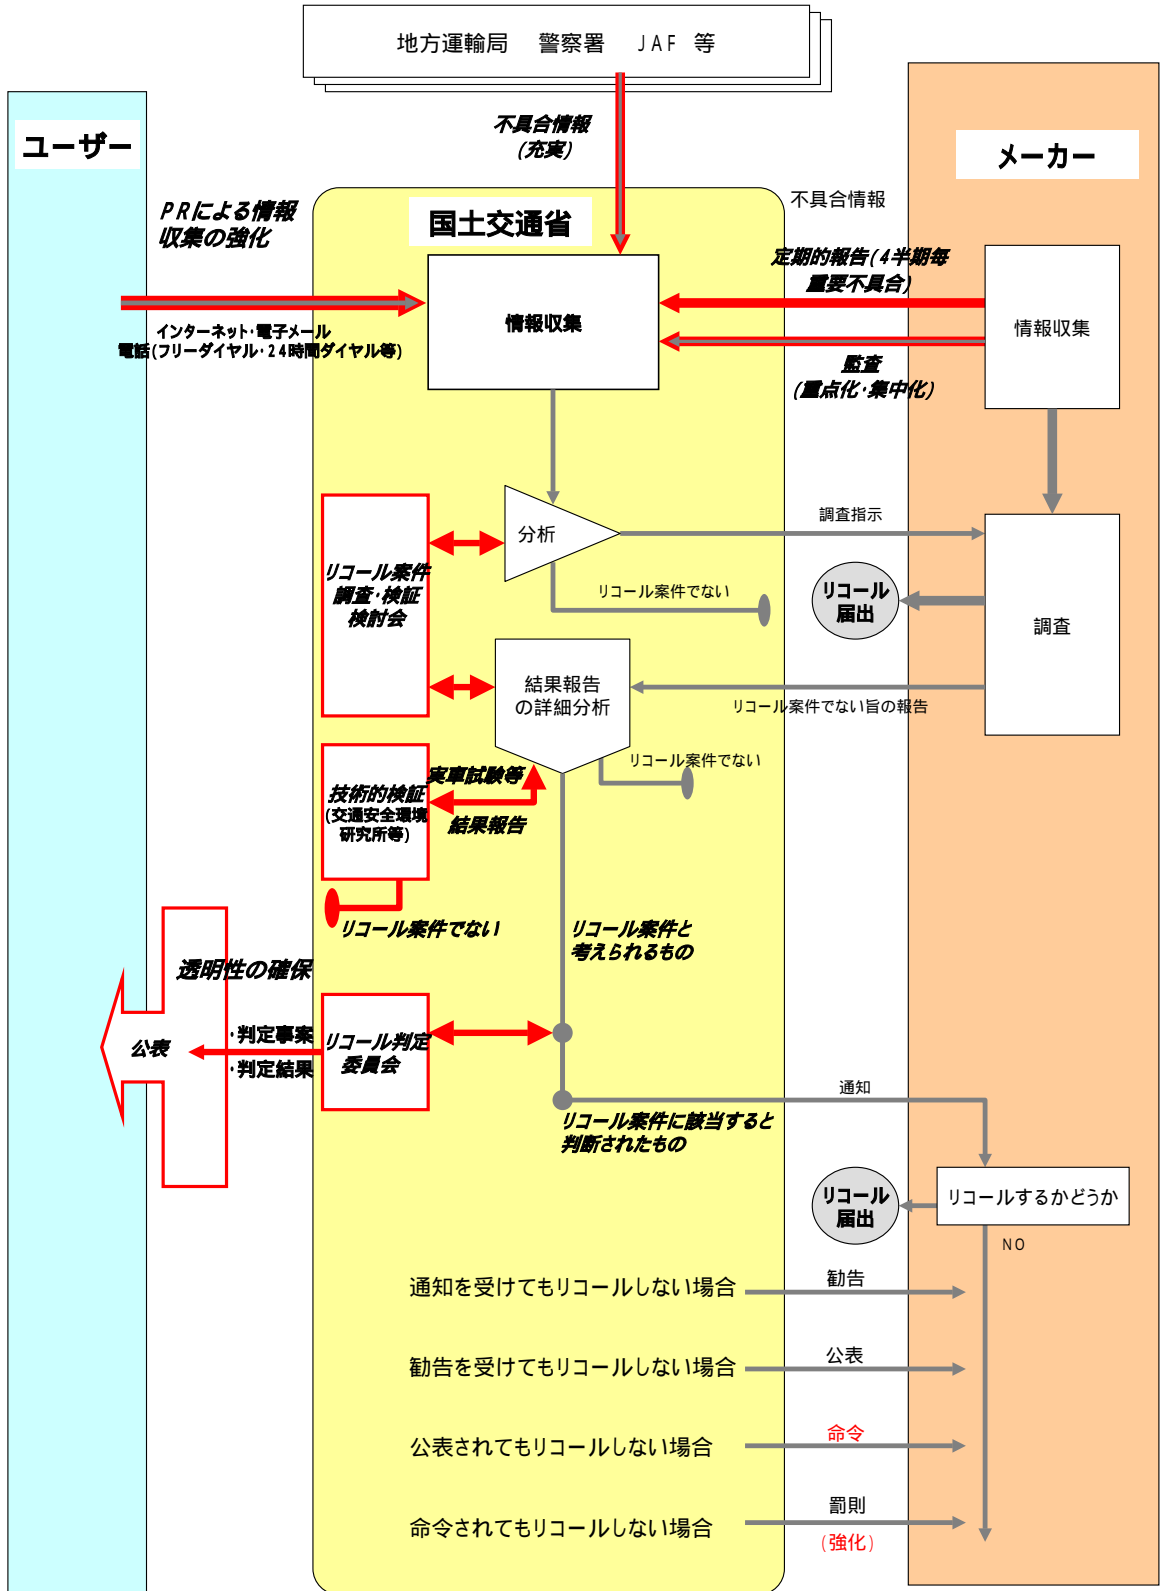 地方運輸局 警察署 JAF 等
ユーザー
メーカー
不具合情報
(充実)
国土交通省
不具合情報
PRによる情報
収集の強化
定期的報告(4半期毎
重要不具合)
情報収集
情報収集
インターネット・電子メール
電話(フリーダイヤル・24時間ダイヤル等)
監査
(重点化・集中化)
分析
調査指示
リコール案件
調査・検証
検討会
リコール案件でない
リコール
届出
調査
結果報告
の詳細分析
リコール案件でない旨の報告
リコール案件でない
実車試験等
技術的検証
(交通安全環境
研究所等)
結果報告
リコール案件でない
リコール案件と
考えられるもの
透明性の確保
・判定事案
公表
・判定結果
リコール判定
委員会
通知
リコール案件に該当すると
判断されたもの
リコール
届出
リコールするかどうか
NO
通知を受けてもリコールしない場合
勧告
勧告を受けてもリコールしない場合
公表
公表されてもリコールしない場合
命令
命令されてもリコールしない場合
罰則
(強化)